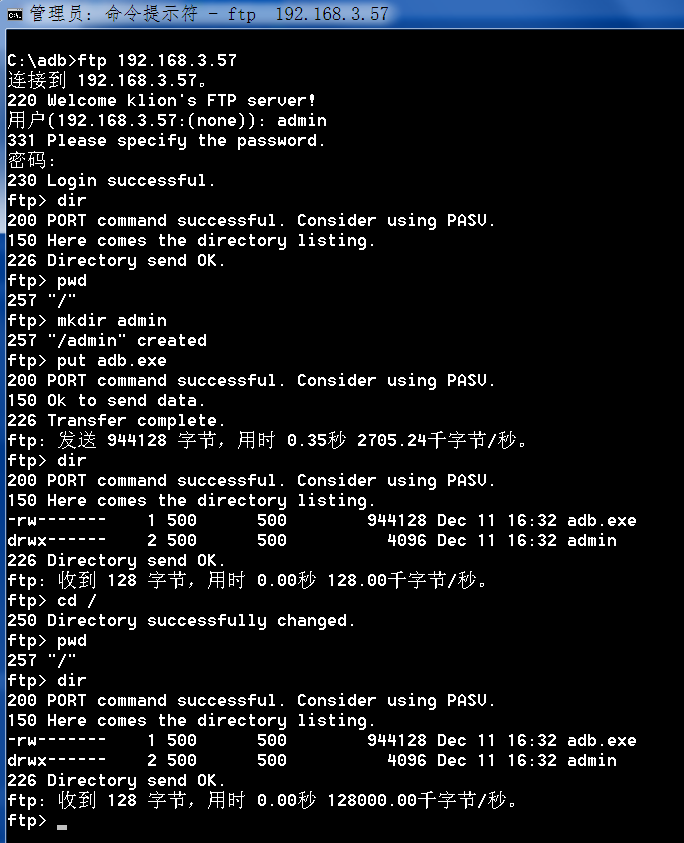 管理员: 命令提示符 - ftp  192.168.3.57
C:\adb>ftp 192.168.3.57
连接到 192.168.3.57。
220 Welcome klion's FTP server!
用户(192.168.3.57:(none)): admin
331 Please specify the password.
密码:
230 Login successful.
ftp> dir
200 PORT command successful. Consider using PASV.
150 Here comes the directory listing.
226 Directory send OK.
ftp> pwd
257 "/"
ftp> mkdir admin
257 "/admin" created
ftp> put adb.exe
200 PORT command successful. Consider using PASV.
150 Ok to send data.
226 Transfer complete.
ftp: 发送 944128 字节，用时 0.35秒 2705.24千字节/秒。
ftp> dir
200 PORT command successful. Consider using PASV.
150 Here comes the directory listing.
-rw-------    1 500      500        944128 Dec 11 16:32 adb.exe
drwx------    2 500      500          4096 Dec 11 16:32 admin
226 Directory send OK.
ftp: 收到 128 字节，用时 0.00秒 128.00千字节/秒。
ftp> cd /
250 Directory successfully changed.
ftp> pwd
257 "/"
ftp> dir
200 PORT command successful. Consider using PASV.
150 Here comes the directory listing.
-rw-------    1 500      500        944128 Dec 11 16:32 adb.exe
drwx------    2 500      500          4096 Dec 11 16:32 admin
226 Directory send OK.
ftp: 收到 128 字节，用时 0.00秒 128000.00千字节/秒。
ftp>